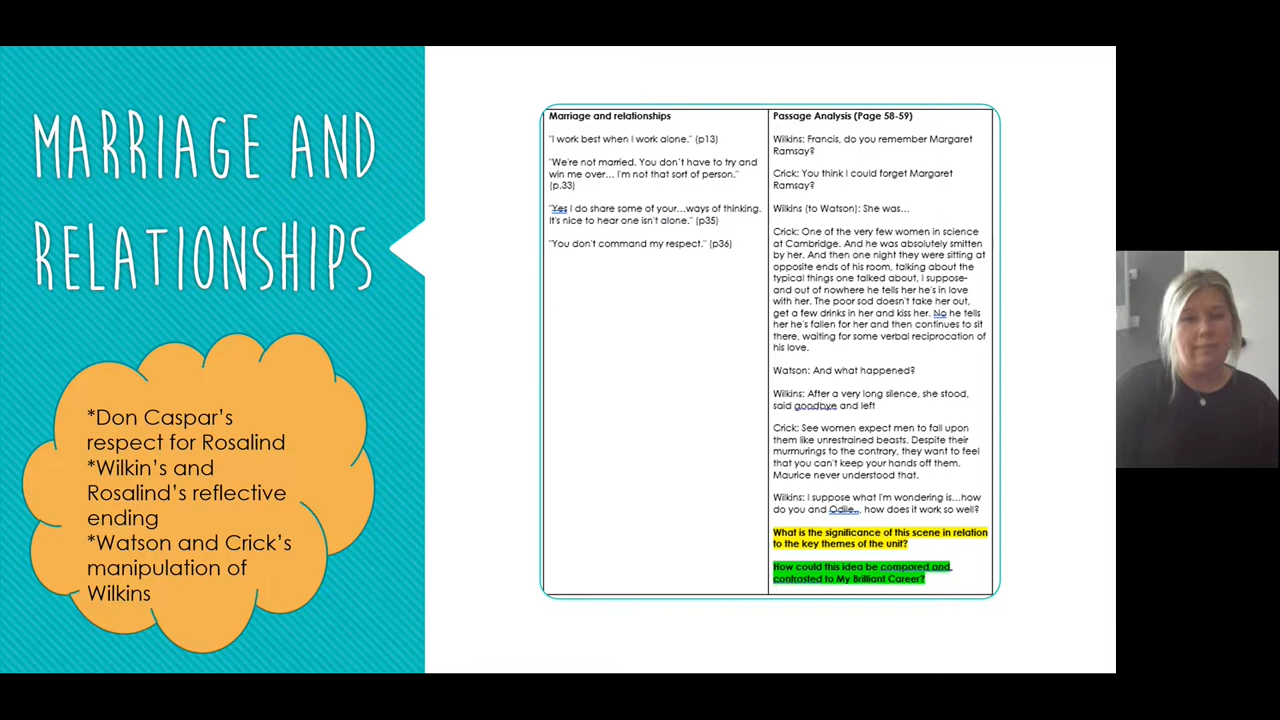 MARRIAGE AND
RELATIONSHIPS
*Don Caspar's
respect for Rosalind
*Wilkin's and
Rosalind's reflective
ending
*Watson and Crick's
manipulation of
Wilkins
Marriage and relationships
"I work best when I work alone." (p13)
"We're not married. You don't have to try and
win me over... I'm not that sort of person."
(p.33)
"Yes I do share some of your...ways of thinking.
It's nice to hear one isn't alone." (p35)
"You don't command my respect." (p36)
Passage Analysis (Page 58-59)
Wilkins: Francis, do you remember Margaret
Ramsay?
Crick: You think I could forget Margaret
Ramsay?
Wilkins (to Watson): She was...
Crick: One of the very few women in science
at Cambridge. And he was absolutely smitten
by her. And then one night they were sitting at
opposite ends of his room, talking about the
typical things one talked about, I suppose-
and out of nowhere he tells her he's in love
with her. The poor sod doesn't take her out,
get a few drinks in her and kiss her. No he tells
her he's fallen for her and then continues to sit
there, waiting for some verbal reciprocation of
his love.
Watson: And what happened?
Wilkins: After a very long silence, she stood,
said goodbye and left
Crick: See women expect men to fall upon
them like unrestrained beasts. Despite their
murmurings to the contrary, they want to feel
that you can't keep your hands off them.
Maurice never understood that.
Wilkins: I suppose what I'm wondering is...how
do you and Odile.., how does it work so well?
What is the significance of this scene in relation
to the key themes of the unit?
How could this idea be compared and
contrasted to My Brilliant Career?